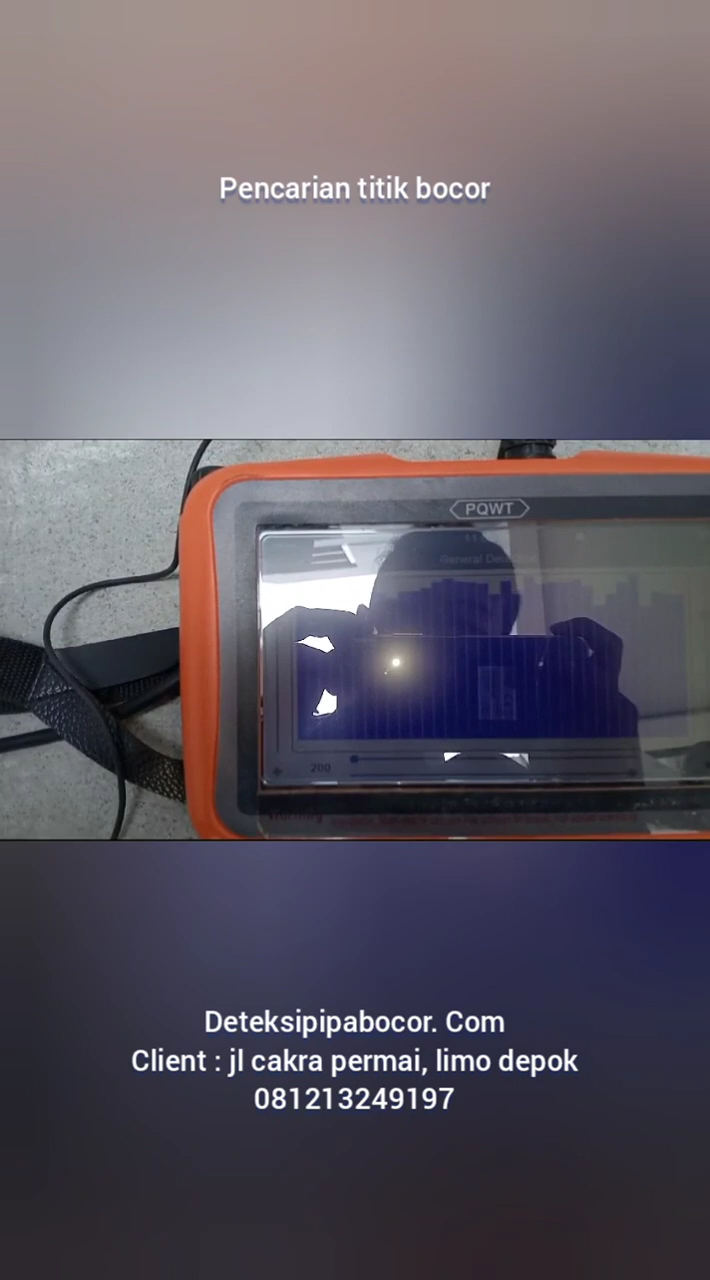 Pencarian titik bocor
PQWT
200
Deteksipipabocor. Com
Client : jl cakra permai, limo depok
081213249197